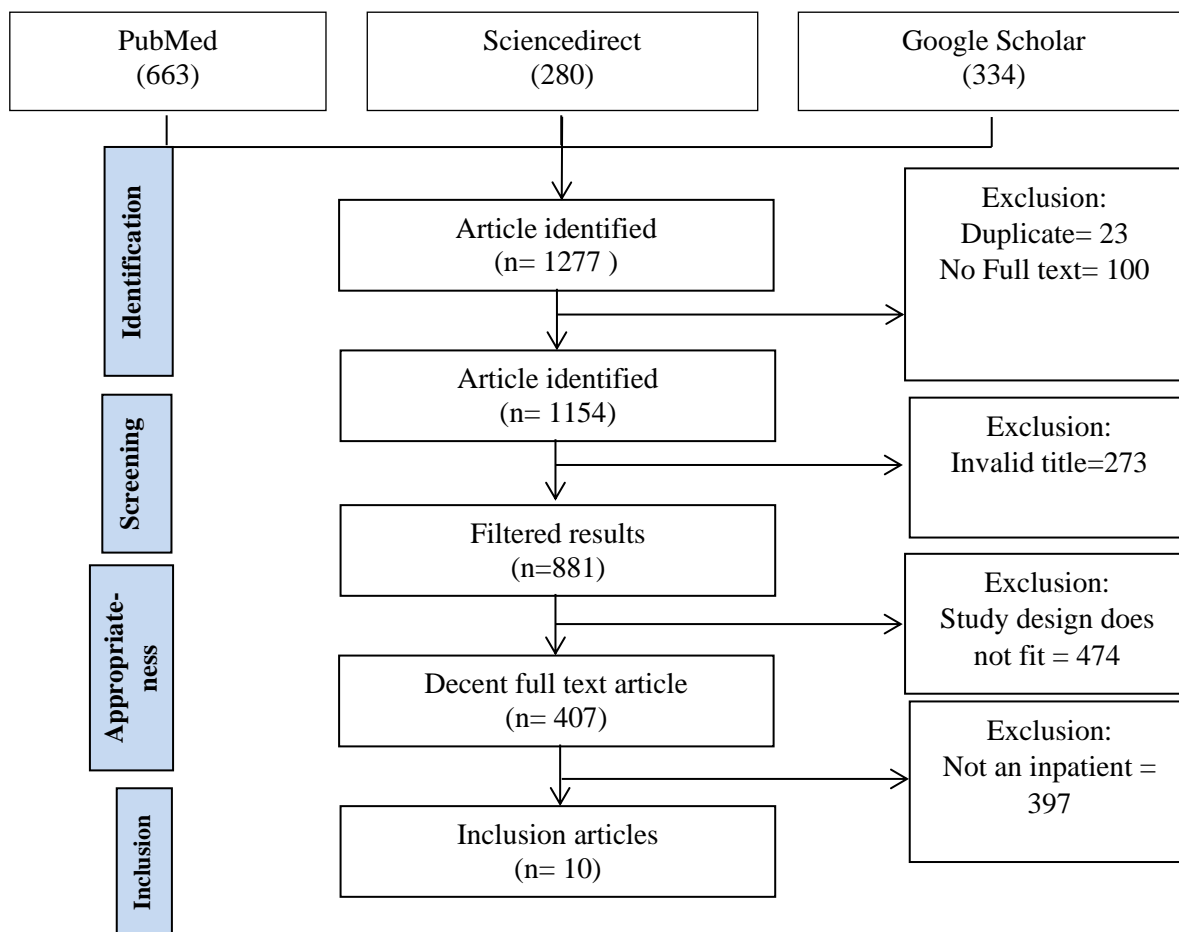 PubMed
(663)
Sciencedirect
(280)
Google Scholar
(334)
Identification
Article identified
(n= 1277 )
Exclusion:
Duplicate= 23
No Full text= 100
Article identified
(n= 1154)
Screening
Exclusion:
Invalid title=273
Filtered results
(n=881)
Appropriate-
ness
Exclusion:
Study design does
not fit = 474
Decent full text article
(n= 407)
Exclusion:
Not an inpatient =
397
Inclusion
Inclusion articles
(n= 10)